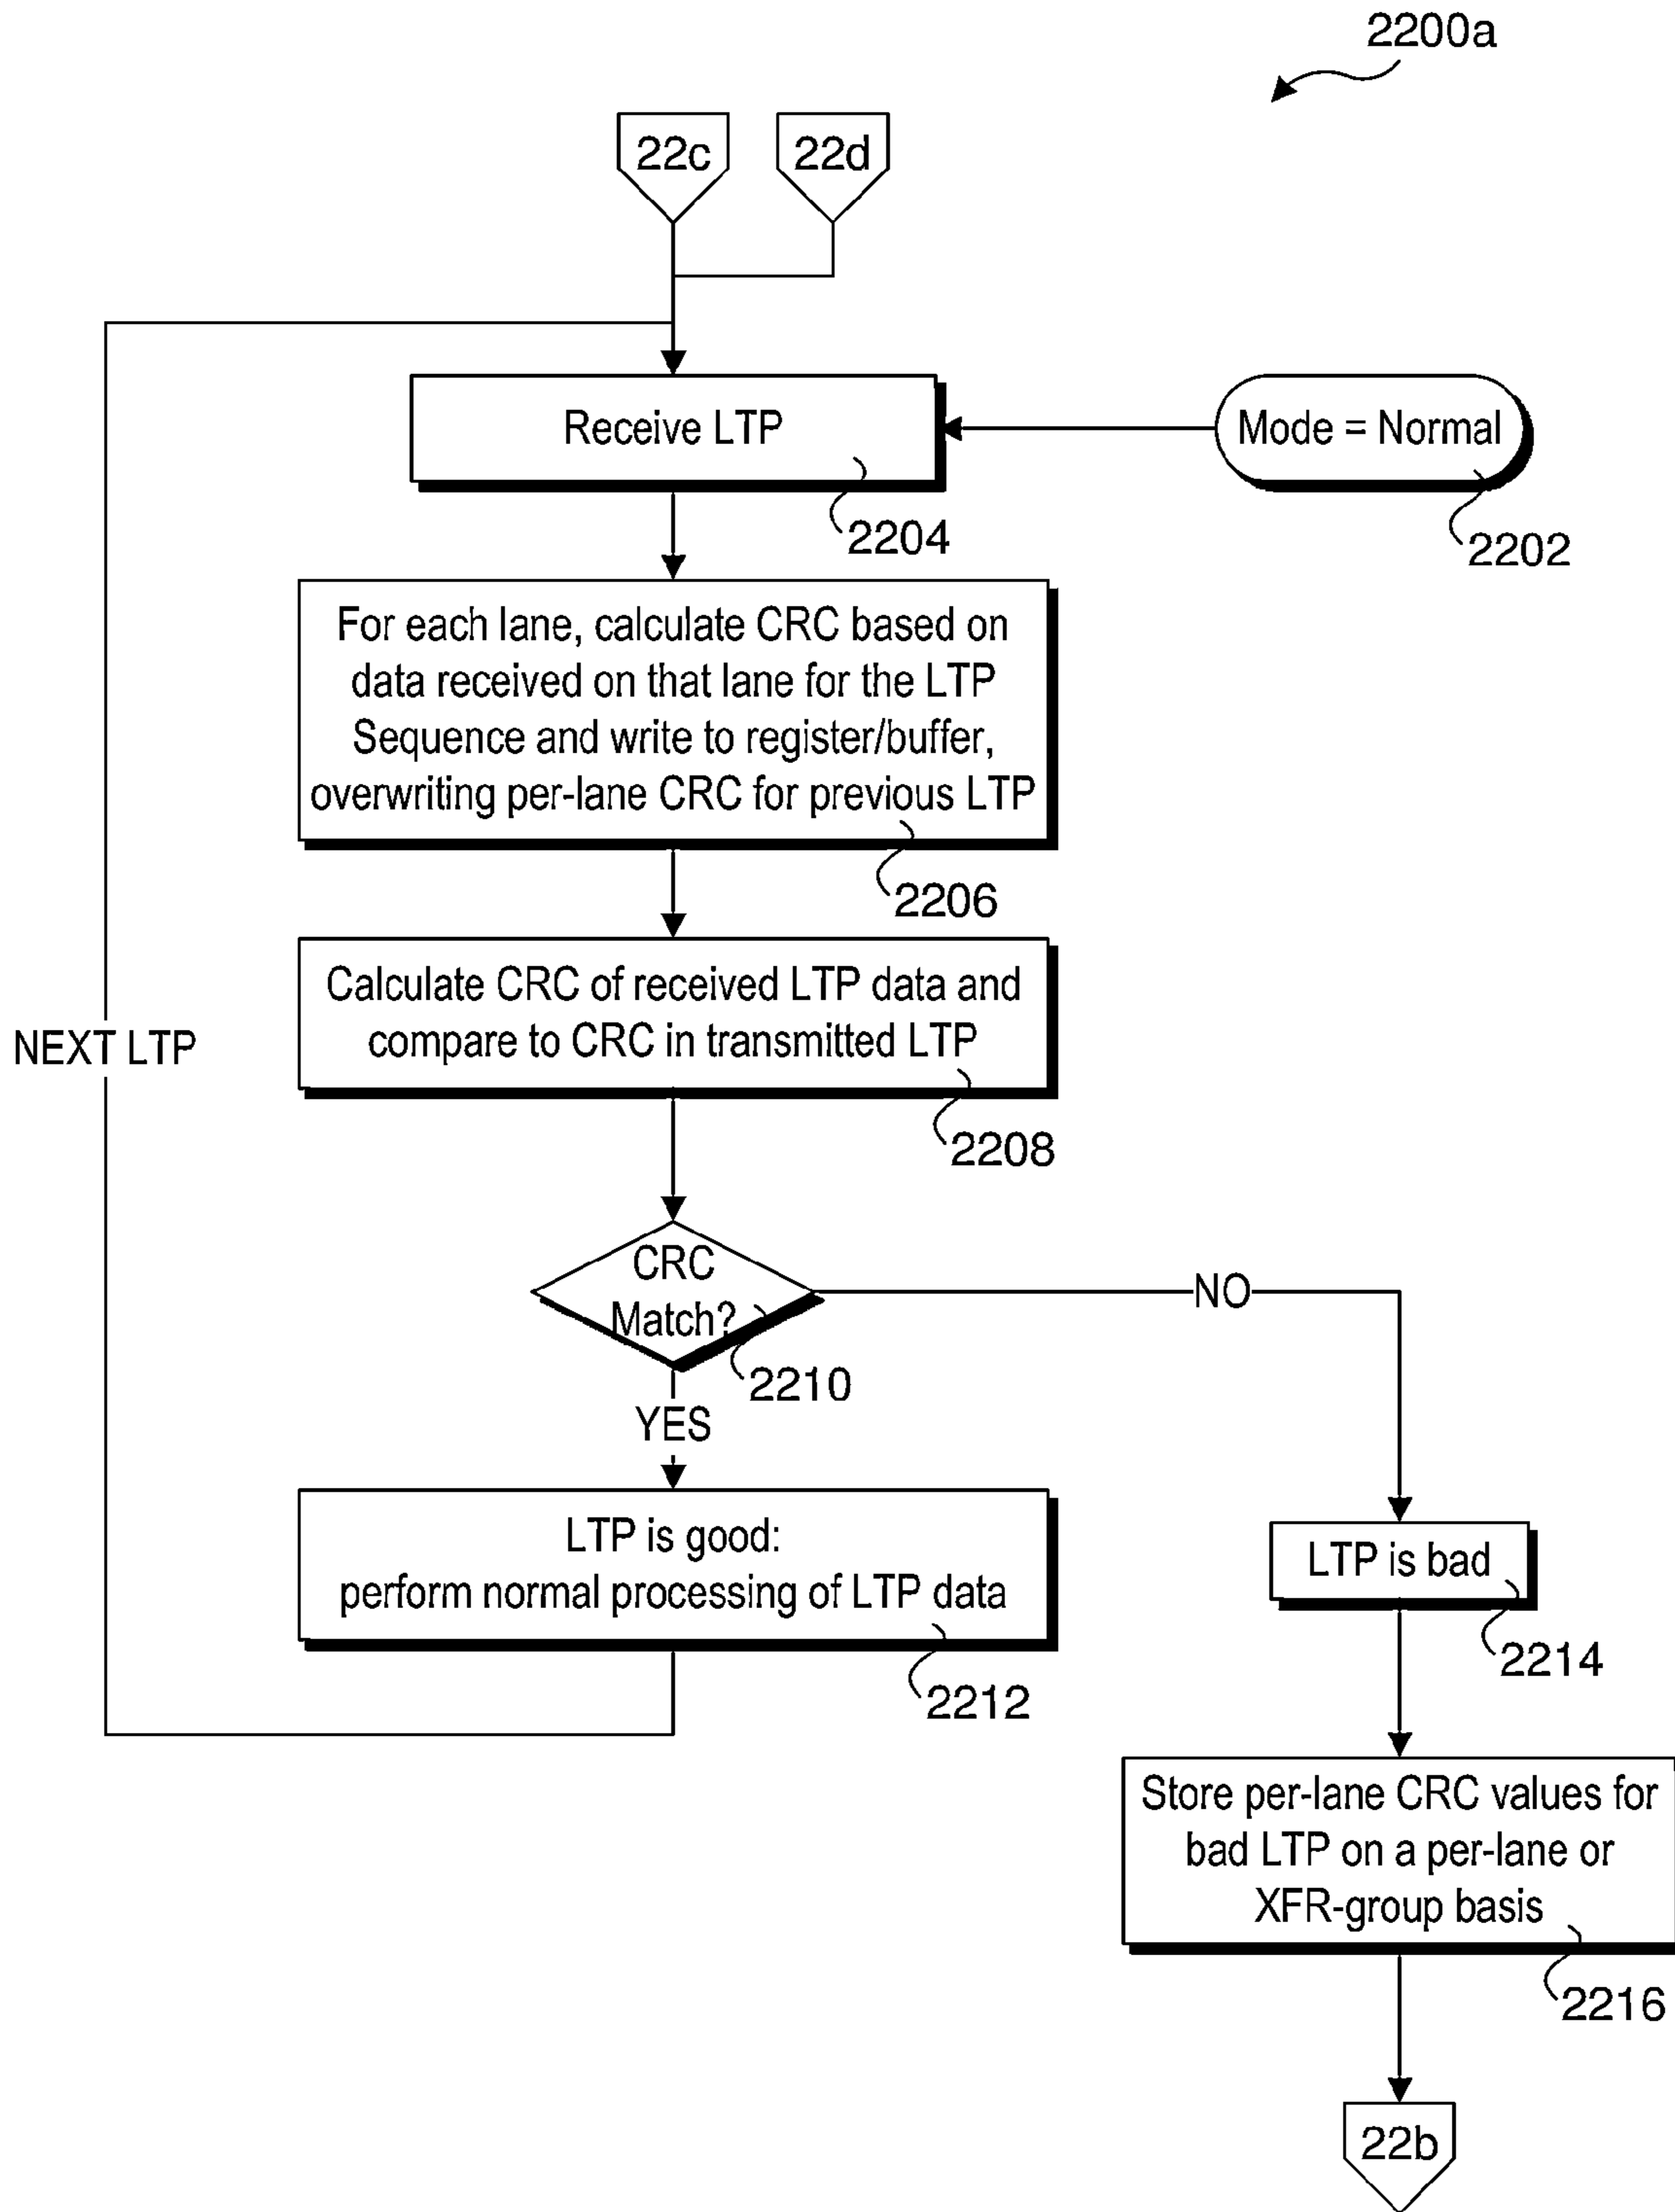 2200a
22c
22d
Receive LTP
Mode = Normal
2204
2202
For each lane, calculate CRC based on
data received on that lane for the LTP
Sequence and write to register/buffer,
overwriting per-lane CRC for previous LTP
2206
Calculate CRC of received LTP data and
compare to CRC in transmitted LTP
NEXT LTP
2208
CRC
Match?
NO
2210
YES
LTP is good:
perform normal processing of LTP data
2212
LTP is bad
2214
Store per-lane CRC values for
bad LTP on a per-lane or
XFR-group basis
2216
22b